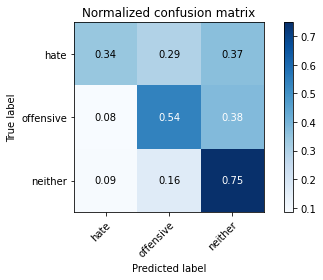 Normalized confusion matrix
True label
hate 0.34 0.29 0.37
offensive 0.08 0.54 0.38
neither 0.09 0.16 0.75
hate offensive neither
Predicted label
0.7
0.6
0.5
0.4
0.3
0.2
0.1